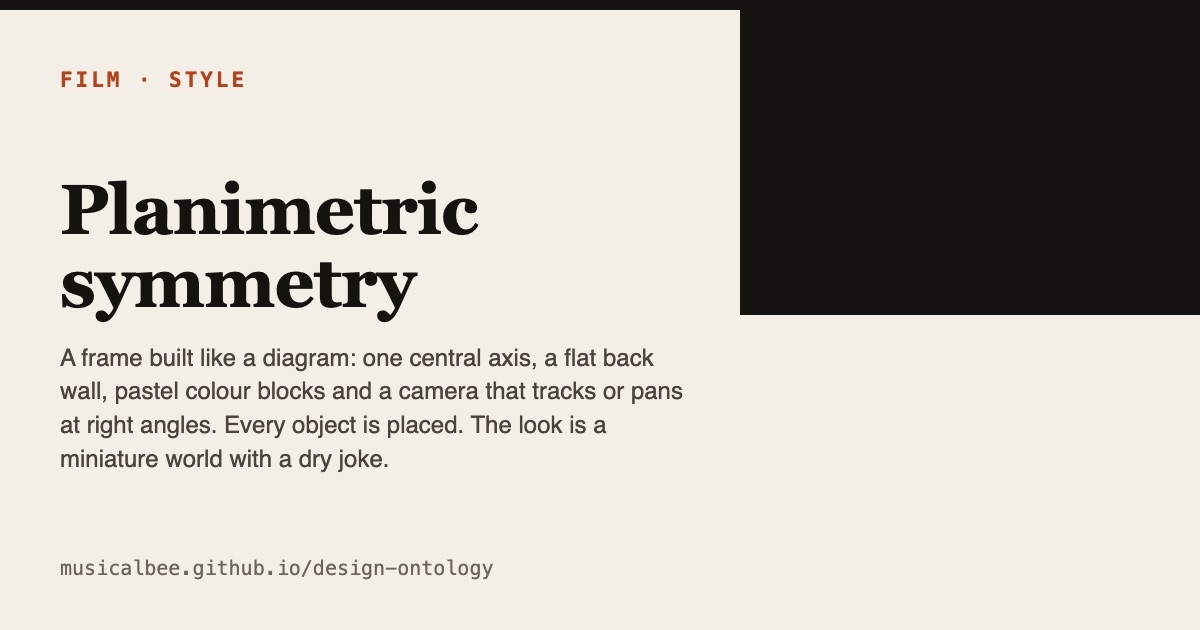 FILM · STYLE
Planimetric
symmetry
A frame built like a diagram: one central axis, a flat back
wall, pastel colour blocks and a camera that tracks or pans
at right angles. Every object is placed. The look is a
miniature world with a dry joke.
musicalbee.github.io/design-ontology